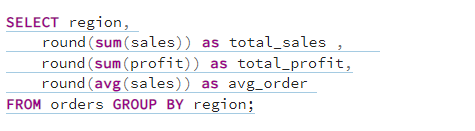 SELECT region,
    round(sum(sales)) as total_sales ,
    round(sum(profit)) as total_profit,
    round(avg(sales)) as avg_order
FROM orders GROUP BY region;